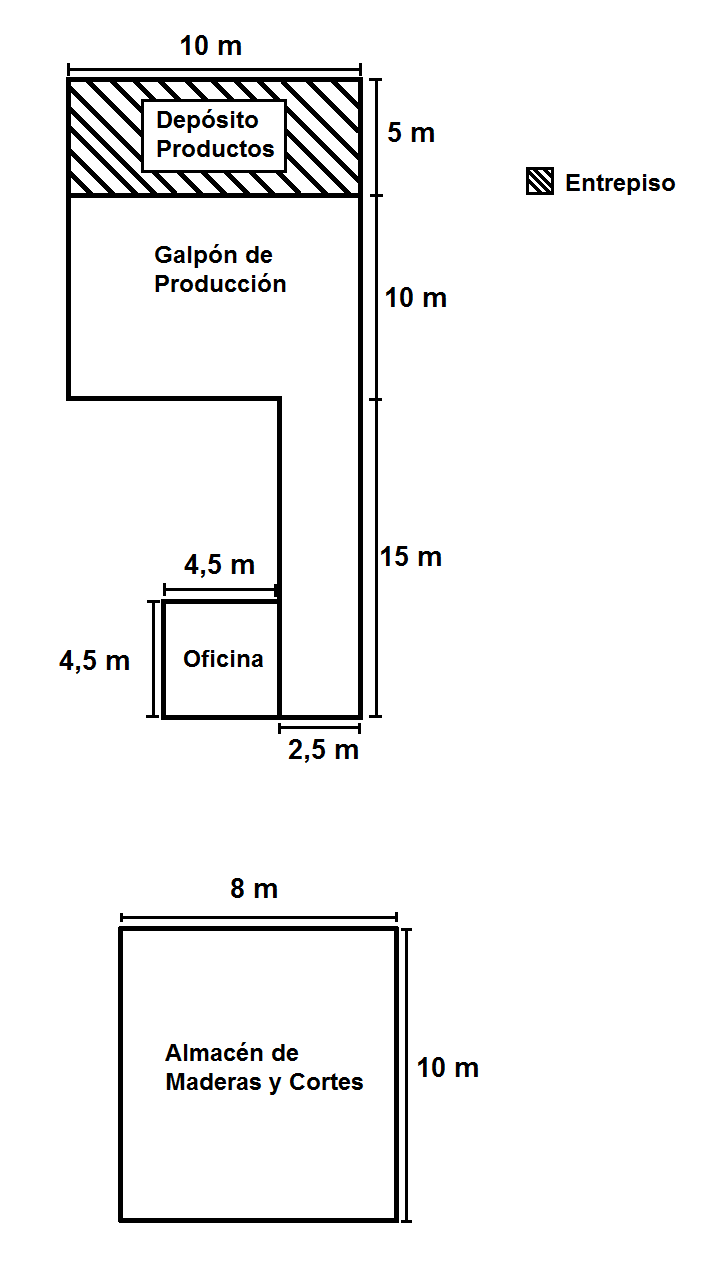 10 m
Depósito
Productos
5 m
Entrepiso
Galpón de
Producción
10 m
15 m
4,5 m
4,5 m
Oficina
2,5 m
8 m
Almacén de
Maderas y Cortes
10 m